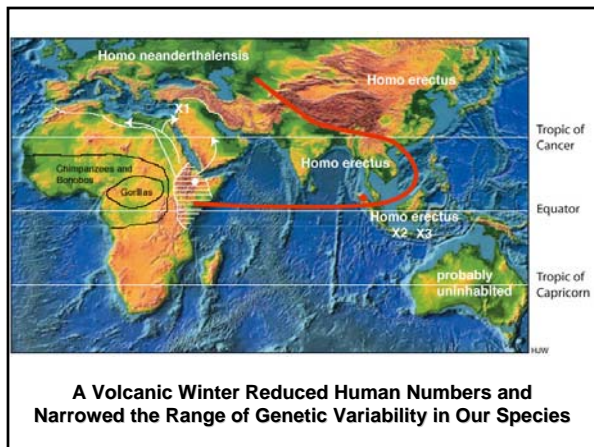 Homo neanderthalensis
Homo erectus
X1
Tropic of
Cancer
Chimpanzees and
Bonobos
Gorillas
Homo erectus
Homo erectus
X2 X3
Equator
probably
uninhabited
Tropic of
Capricorn
HJW
A Volcanic Winter Reduced Human Numbers and
Narrowed the Range of Genetic Variability in Our Species